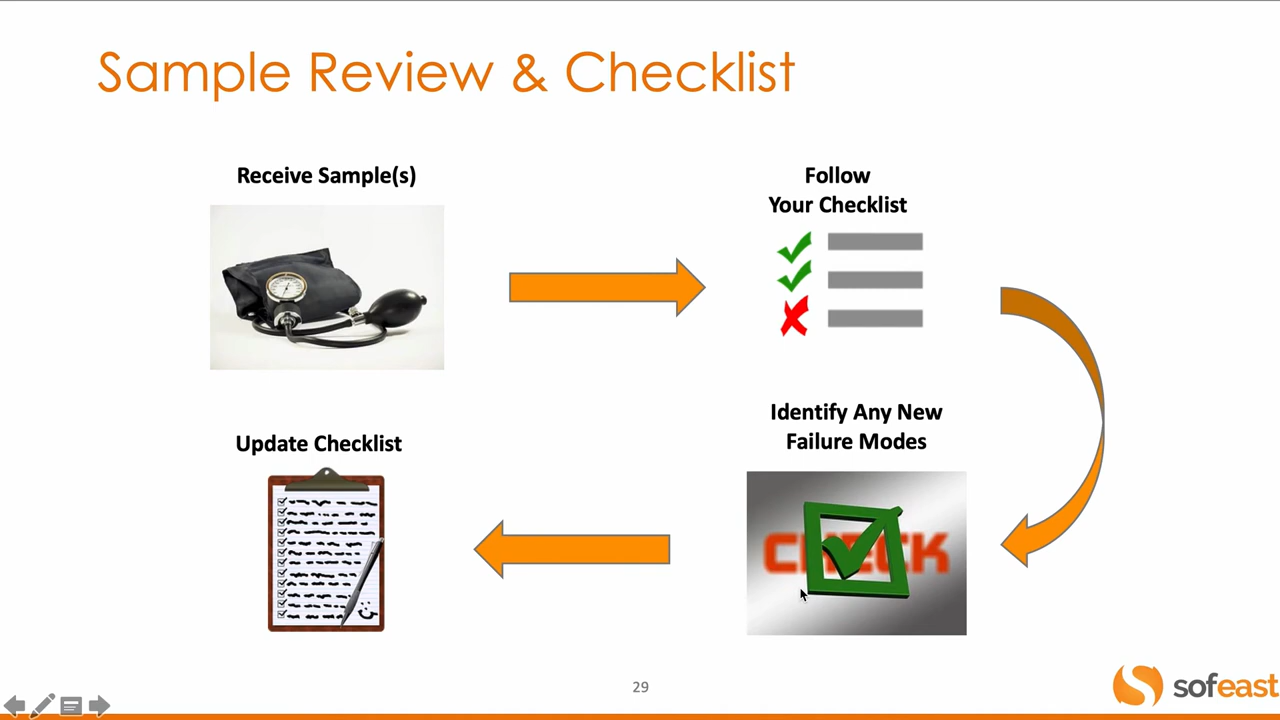 Sample Review & Checklist
Receive Sample(s)
Follow
Your Checklist
Identify Any New
Failure Modes
CHECK
Update Checklist
29
sofeast